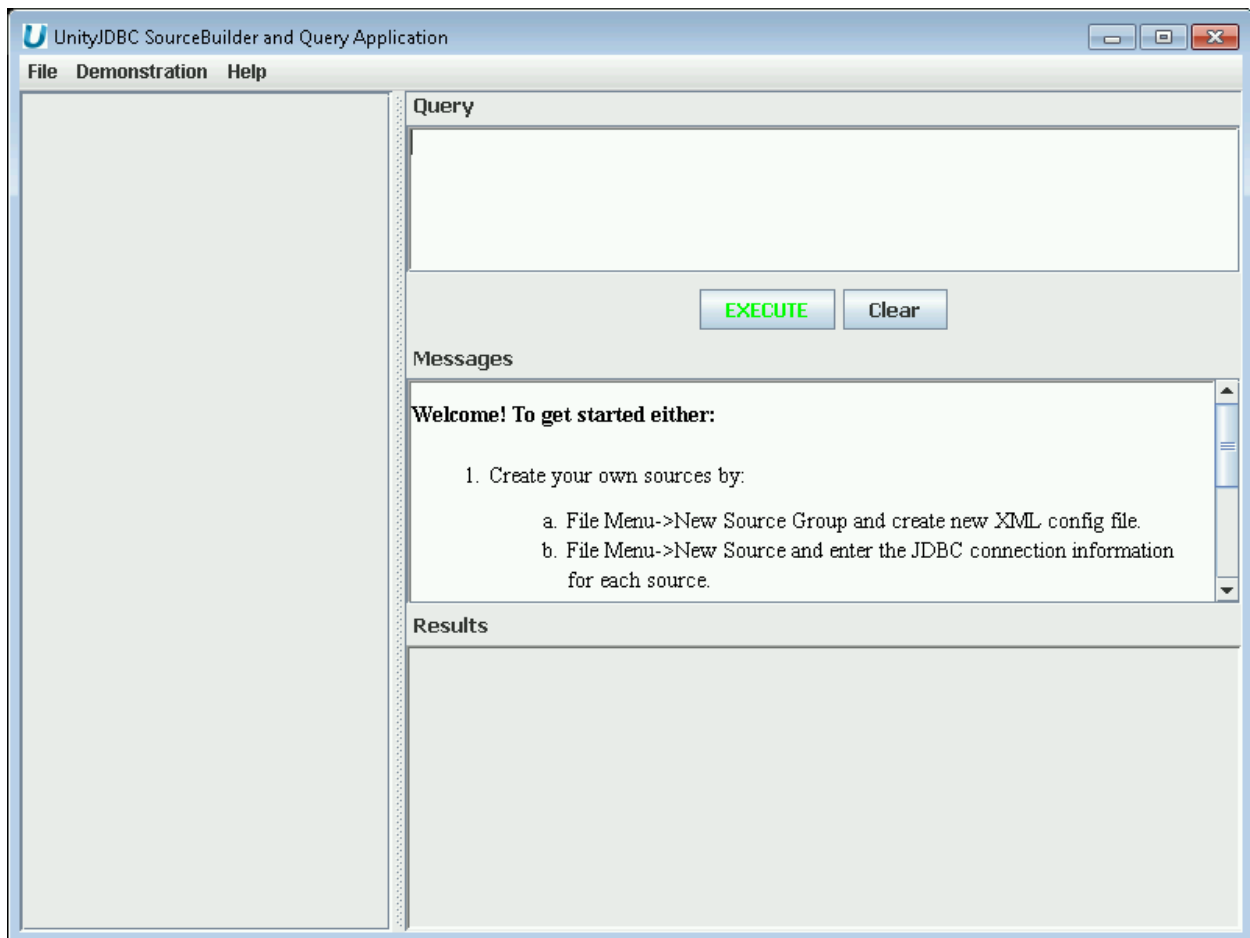 UnityJDBC SourceBuilder and Query Application
File Demonstration Help
Query
EXECUTE Clear
Messages
Welcome! To get started either:
1. Create your own sources by:
a. File Menu->New Source Group and create new XML config file.
b. File Menu->New Source and enter the JDBC connection information
for each source.
Results